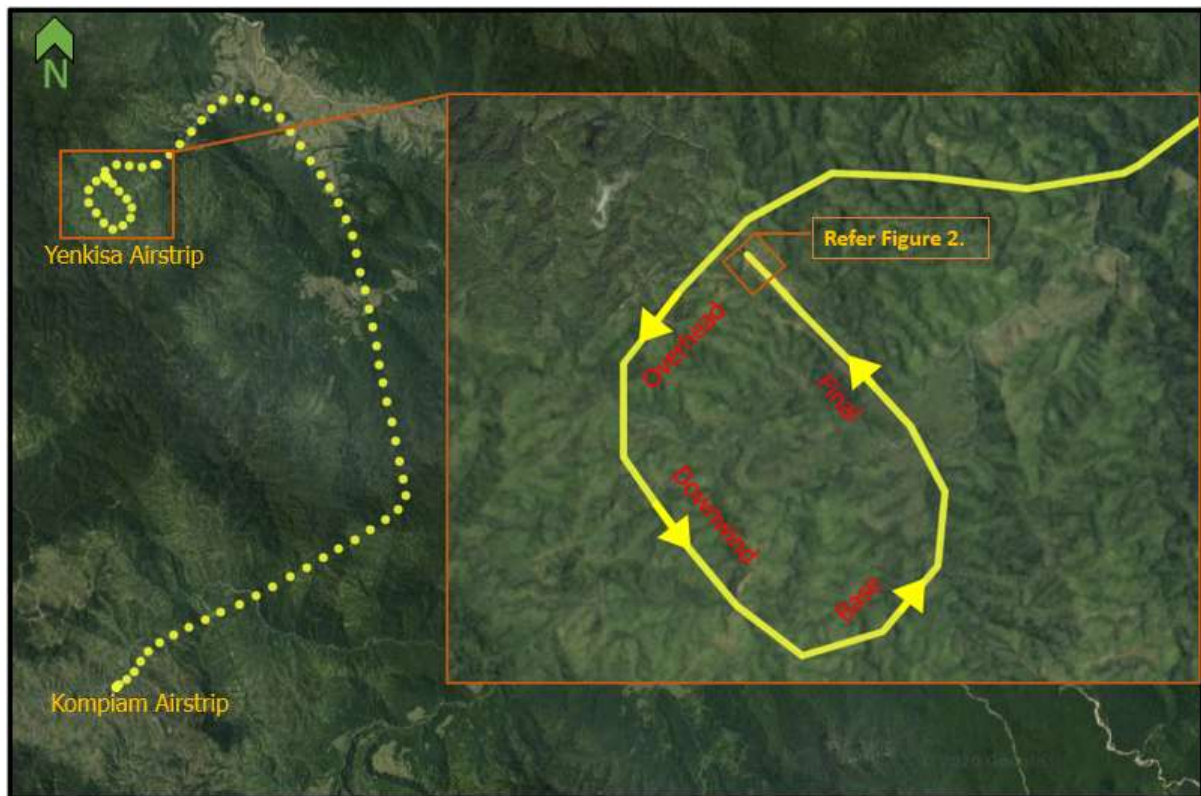 N
Yenkisa Airstrip
Kompiam Airstrip
Refer Figure 2.
Overhead
Final
Downwind
Base